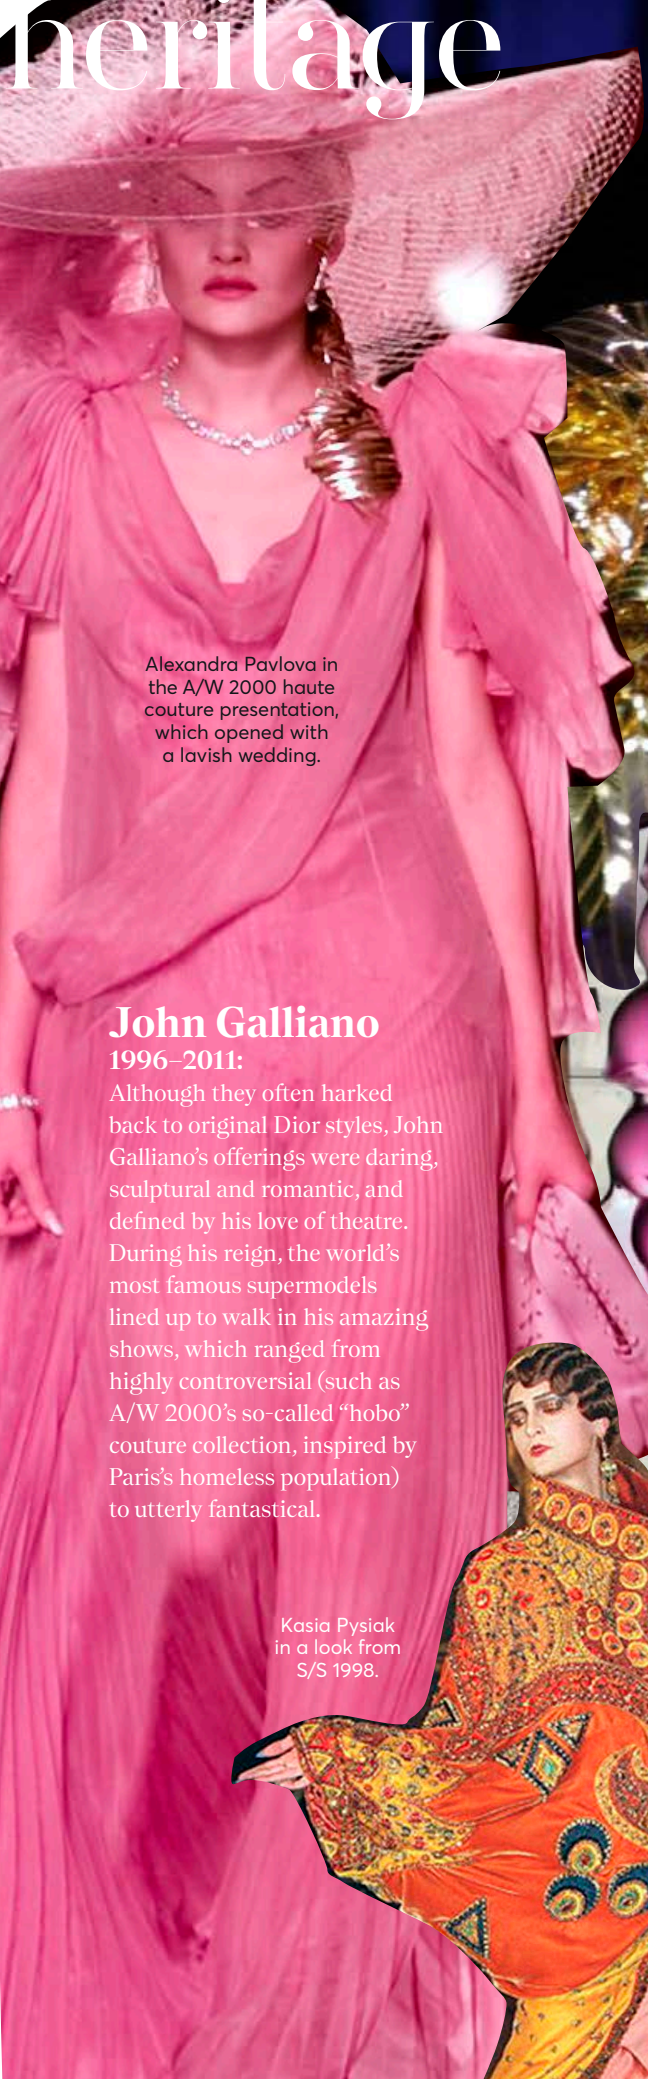 heritage
Alexandra Pavlova in
the A/W 2000 haute
couture presentation,
which opened with
a lavish wedding.
John Galliano
1996–2011:
Although they often harked
back to original Dior styles, John
Galliano’s offerings were daring,
sculptural and romantic, and
defined by his love of theatre.
During his reign, the world’s
most famous supermodels
lined up to walk in his amazing
shows, which ranged from
highly controversial (such as
A/W 2000’s so-called “hobo”
couture collection, inspired by
Paris’s homeless population)
to utterly fantastical.
Kasia Pysiak
in a look from
S/S 1998.